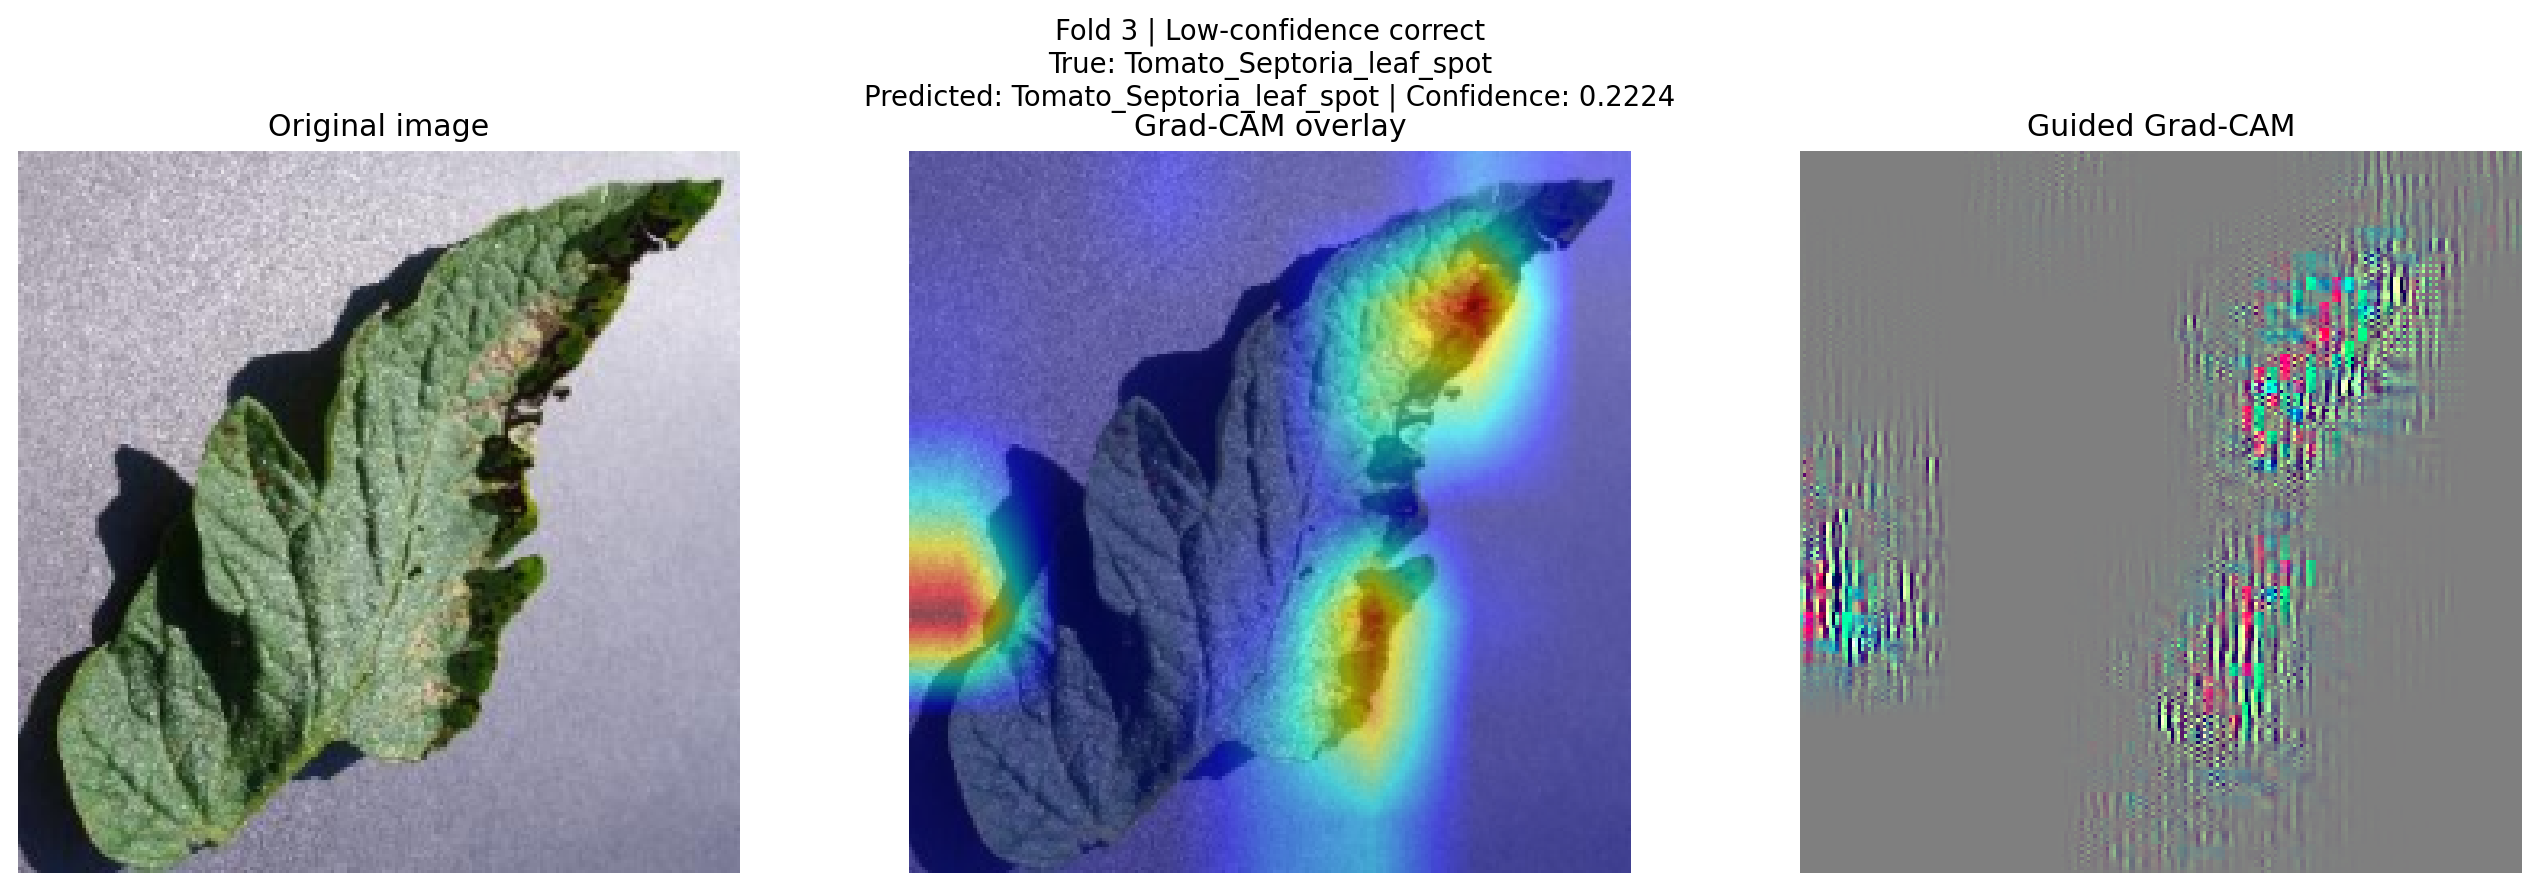 Fold 3 | Low-confidence correct
True: Tomato_Septoria_leaf_spot
Predicted: Tomato_Septoria_leaf_spot | Confidence: 0.2224
Original image
Grad-CAM overlay
Guided Grad-CAM